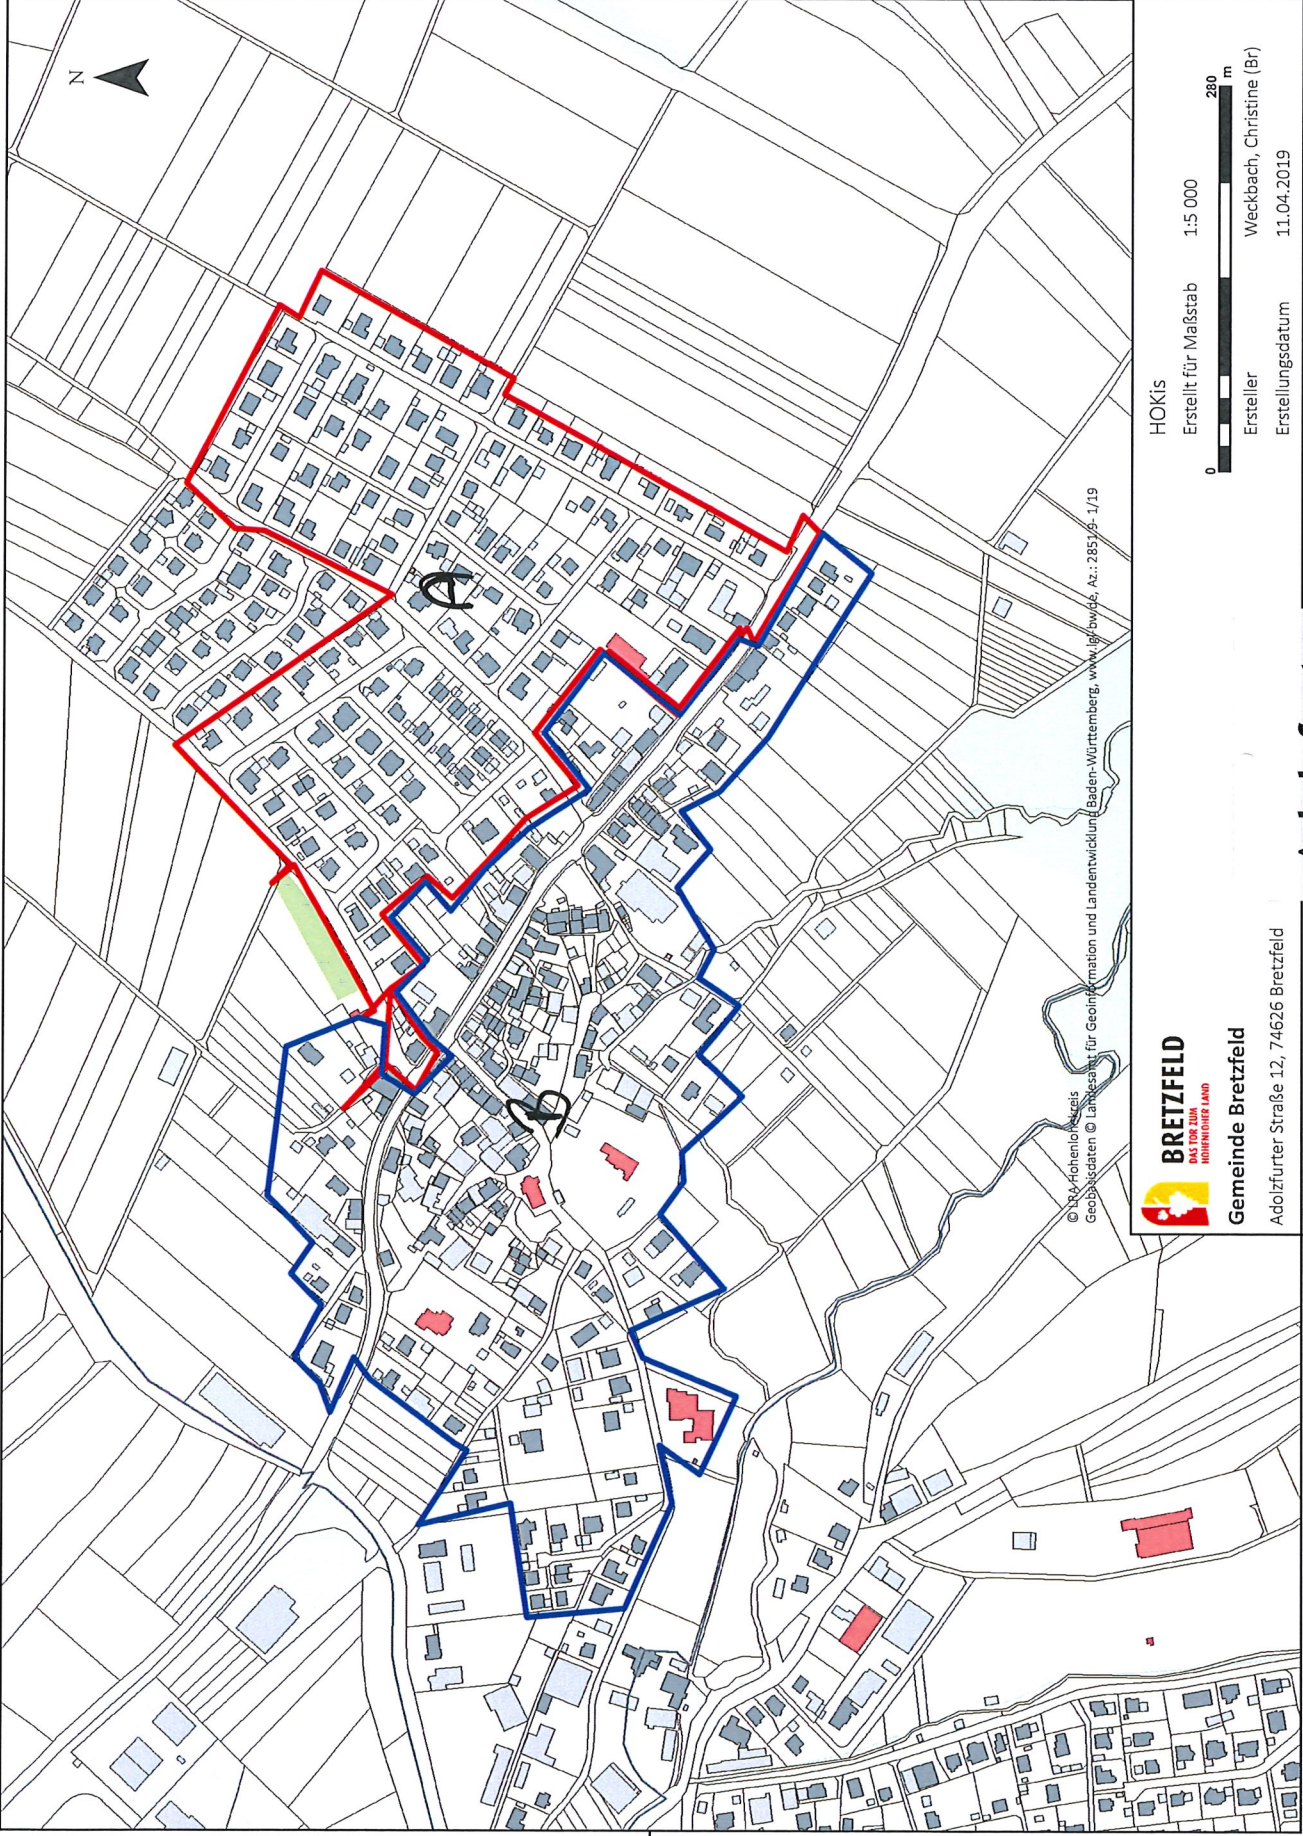 N
A
B
© LRA Hohenlohekreis
Geobasisdaten © Landesamt für Geoinformation und Landentwicklung Baden-Württemberg, www.lgl-bw.de, Az.: 2851.9-1/19
BRETZFELD
DAS TOR ZUM
HOHENLOHER LAND
Gemeinde Bretzfeld
Adolzfurter Straße 12, 74626 Bretzfeld
HOKis
Erstellt für Maßstab 1:5 000
0 280
m
Ersteller Weckbach, Christine (Br)
Erstellungsdatum 11.04.2019